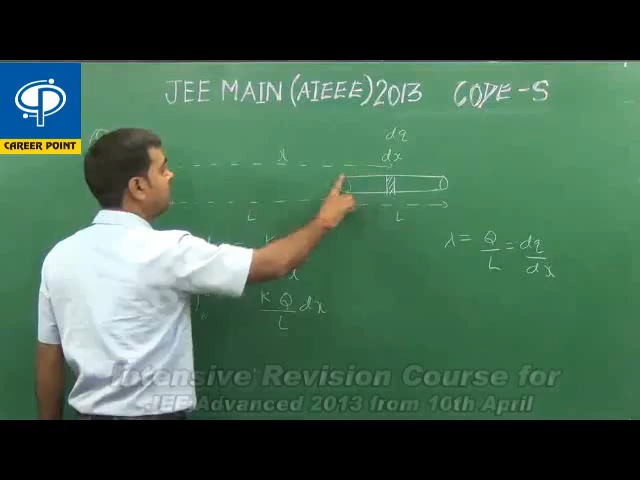 JEE MAIN (AIEEE) 2013 CODE-S
CAREER POINT
dq
x dx
L L
λ = Q/L = dq/dx
K Q/L dx
Intensive Revision Course for
JEE Advanced 2013 from 10th April